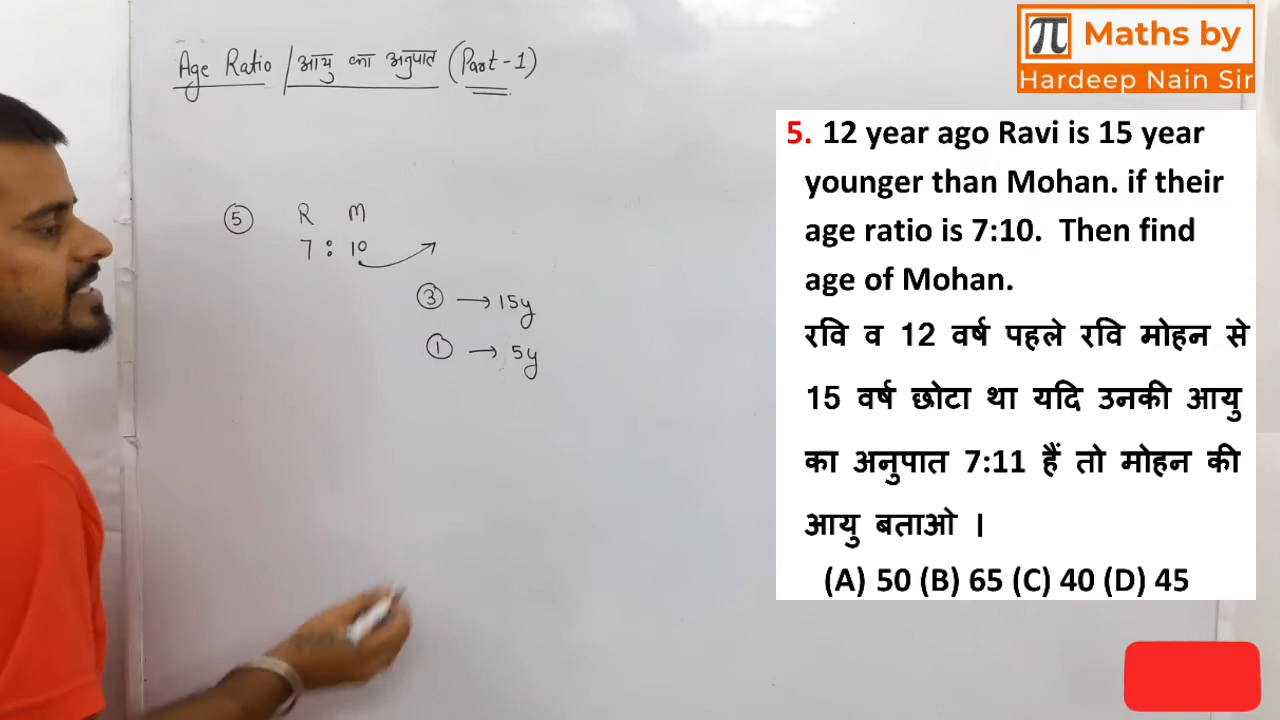 Age Ratio / आयु का अनुपात (Part-1)
π Maths by
Hardeep Nain Sir
5. 12 year ago Ravi is 15 year
younger than Mohan. if their
age ratio is 7:10. Then find
age of Mohan.
रवि व 12 वर्ष पहले रवि मोहन से
15 वर्ष छोटा था यदि उनकी आयु
का अनुपात 7:11 हैं तो मोहन की
आयु बताओ ।
(A) 50 (B) 65 (C) 40 (D) 45
5 R M
7 : 10
3 → 15y
1 → 5y